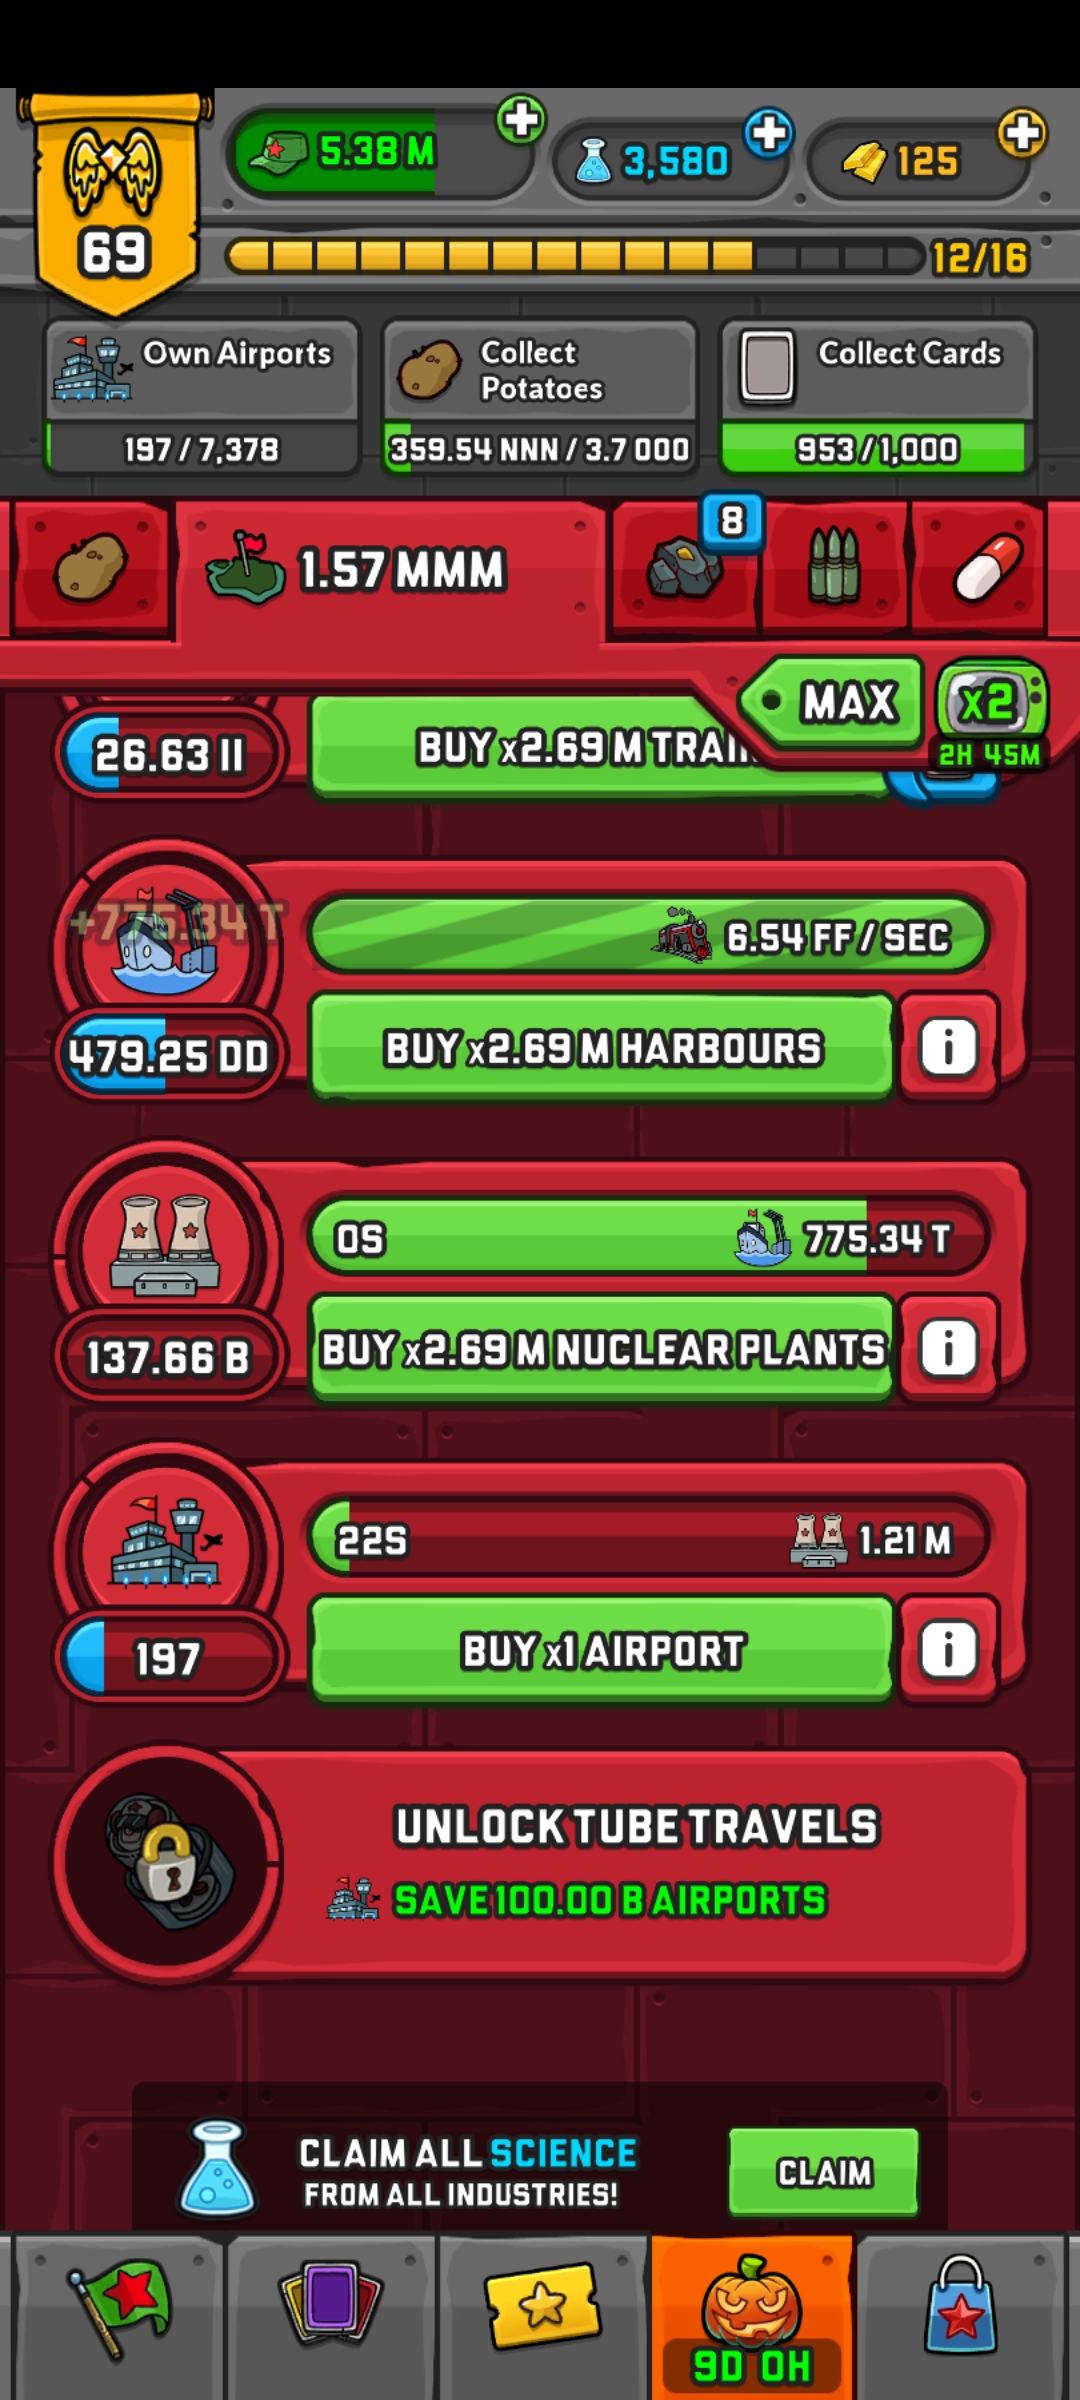 5.38 M
3,580
125
69
12/16
Own Airports
197 / 7,378
Collect
Potatoes
359.54 NNN / 3.7 OOO
Collect Cards
953 / 1,000
1.57 MMM
8
MAX
x2
2H 45M
26.63 II
BUY x2.69 M
+775.34 T
6.54 FF / SEC
479.25 DD
BUY x2.69 M HARBOURS
i
0S
775.34 T
137.66 B
BUY x2.69 M NUCLEAR PLANTS
i
22S
1.21 M
197
BUY x1 AIRPORT
i
UNLOCK TUBE TRAVELS
SAVE 100.00 B AIRPORTS
CLAIM ALL SCIENCE
FROM ALL INDUSTRIES!
CLAIM
9D 0H